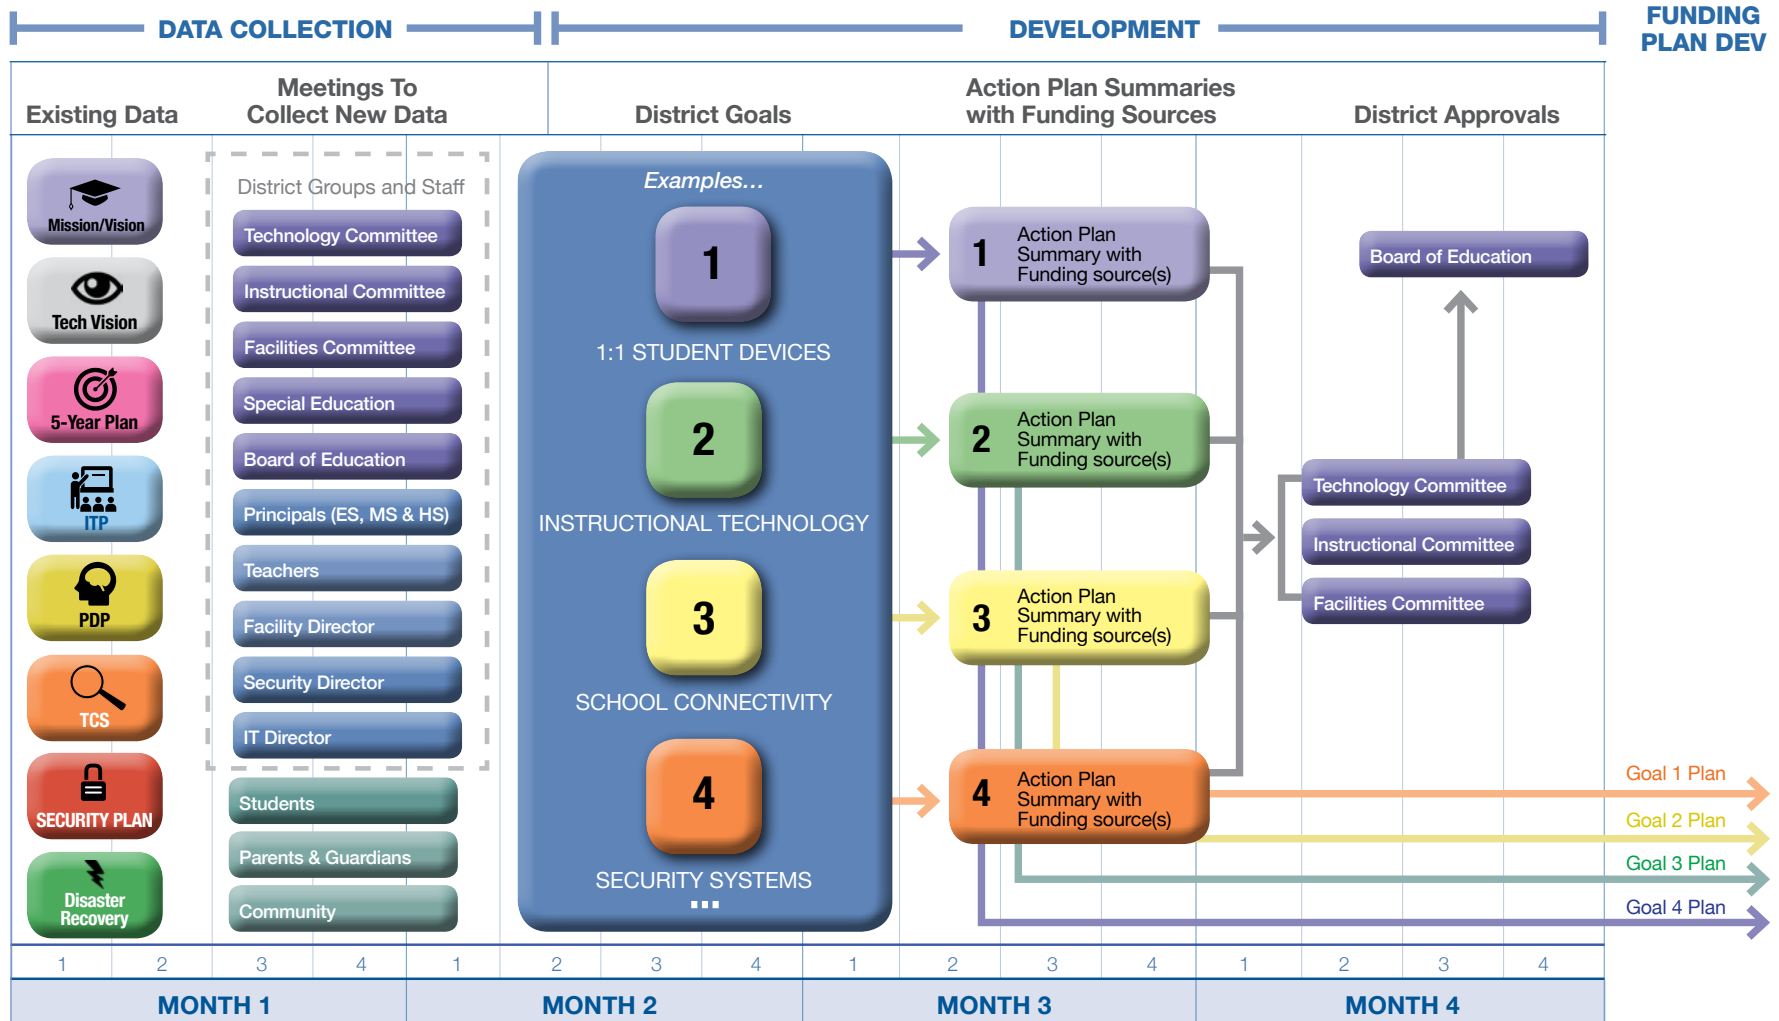 DATA COLLECTION
DEVELOPMENT
FUNDING
PLAN DEV
Existing Data
Meetings To
Collect New Data
District Goals
Action Plan Summaries
with Funding Sources
District Approvals
Mission/Vision
Tech Vision
5-Year Plan
ITP
PDP
TCS
SECURITY PLAN
Disaster
Recovery
District Groups and Staff
Technology Committee
Instructional Committee
Facilities Committee
Special Education
Board of Education
Principals (ES, MS & HS)
Teachers
Facility Director
Security Director
IT Director
Students
Parents & Guardians
Community
Examples...
1
1:1 STUDENT DEVICES
2
INSTRUCTIONAL TECHNOLOGY
3
SCHOOL CONNECTIVITY
4
SECURITY SYSTEMS
...
1
Action Plan
Summary with
Funding source(s)
2
Action Plan
Summary with
Funding source(s)
3
Action Plan
Summary with
Funding source(s)
4
Action Plan
Summary with
Funding source(s)
Board of Education
Technology Committee
Instructional Committee
Facilities Committee
Goal 1 Plan
Goal 2 Plan
Goal 3 Plan
Goal 4 Plan
1 2 3 4 1 2 3 4 1 2 3 4 1 2 3 4
MONTH 1 MONTH 2 MONTH 3 MONTH 4